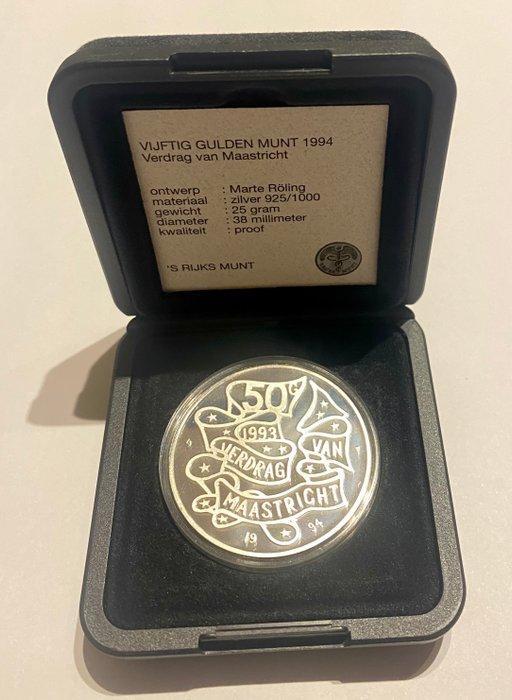 VIJFTIG GULDEN MUNT 1994
Verdrag van Maastricht
ontwerp : Marte Röling
materiaal : zilver 925/1000
gewicht : 25 gram
diameter : 38 millimeter
kwaliteit : proof
'S RIJKS MUNT
50G
1993
VERDRAG VAN
MAASTRICHT
19 94